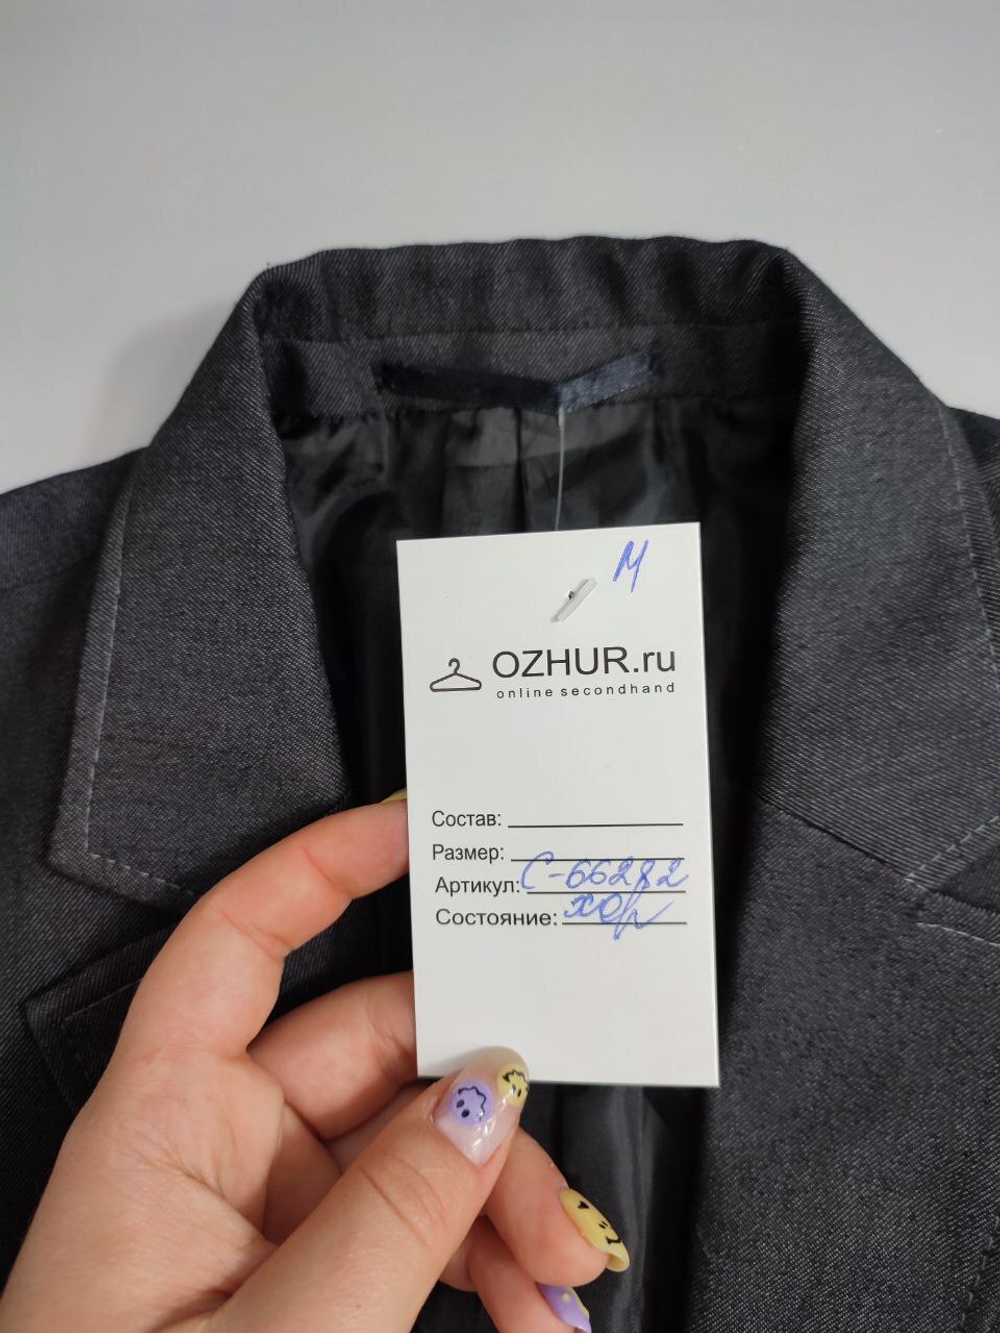 М
OZHUR.ru
online secondhand
Состав:
Размер:
Артикул: С-66282
Состояние: хор